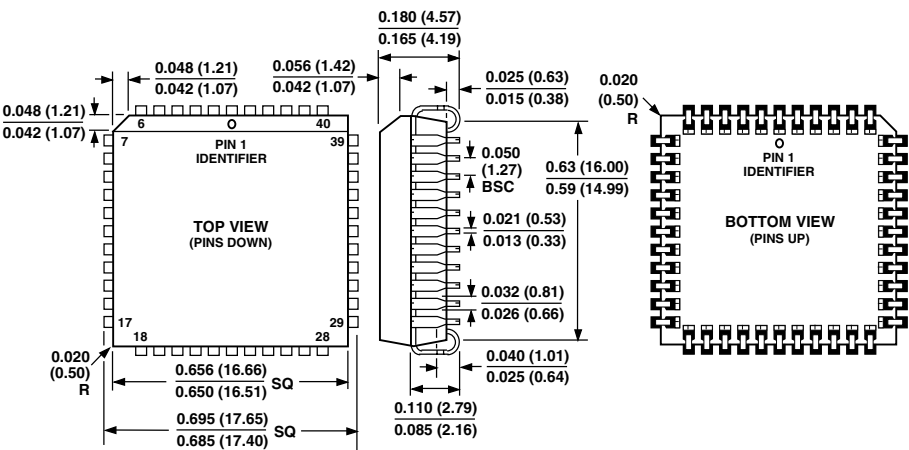 0.180 (4.57)
0.165 (4.19)
0.048 (1.21)
0.042 (1.07)
0.056 (1.42)
0.042 (1.07)
0.025 (0.63)
0.015 (0.38)
0.020
(0.50)
R
0.048 (1.21)
0.042 (1.07)
6
40
7
39
PIN 1
IDENTIFIER
TOP VIEW
(PINS DOWN)
17
29
18
28
0.020
(0.50)
R
0.656 (16.66)
0.650 (16.51)
SQ
0.695 (17.65)
0.685 (17.40)
SQ
0.050
(1.27)
BSC
0.63 (16.00)
0.59 (14.99)
0.021 (0.53)
0.013 (0.33)
0.032 (0.81)
0.026 (0.66)
0.040 (1.01)
0.025 (0.64)
0.110 (2.79)
0.085 (2.16)
PIN 1
IDENTIFIER
BOTTOM VIEW
(PINS UP)